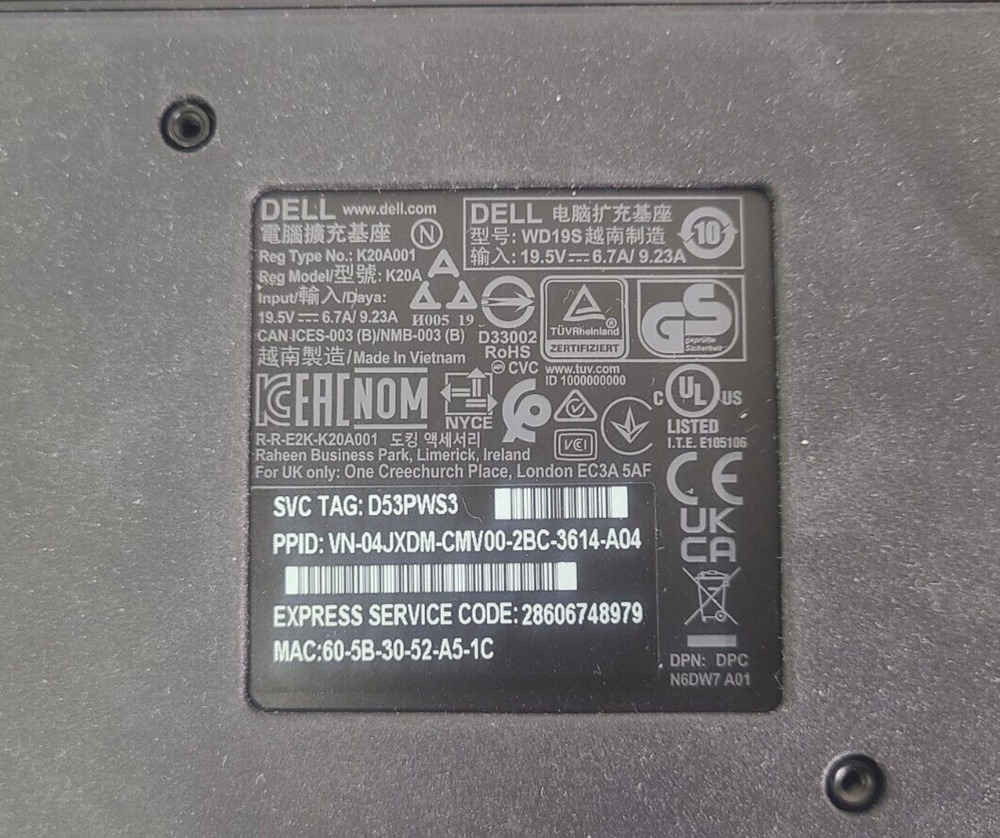 DELL www.dell.com
電腦擴充基座 N
Reg Type No.: K20A001
Reg Model/型號: K20A
Input/輸入/Daya:
19.5V⎓6.7A/ 9.23A
И005 19
CAN ICES-003 (B)/NMB-003 (B)
越南製造/Made in Vietnam
DELL 电脑扩充基座
型号: WD19S 越南制造
输入: 19.5V⎓6.7A/ 9.23A
10
D33002
RoHS
TÜVRheinland
ZERTIFIZIERT
GS
geprüfte
Sicherheit
CVC
www.tuv.com
ID 1000000000
KC EAC NOM
NYCE
VCI
C UL US
LISTED
I.T.E. E105106
R-R-E2K-K20A001 도킹 액세서리
Raheen Business Park, Limerick, Ireland
For UK only: One Creechurch Place, London EC3A 5AF
SVC TAG: D53PWS3
PPID: VN-04JXDM-CMV00-2BC-3614-A04
EXPRESS SERVICE CODE: 28606748979
MAC:60-5B-30-52-A5-1C
CE
UK
CA
DPN: DPC
N6DW7 A01